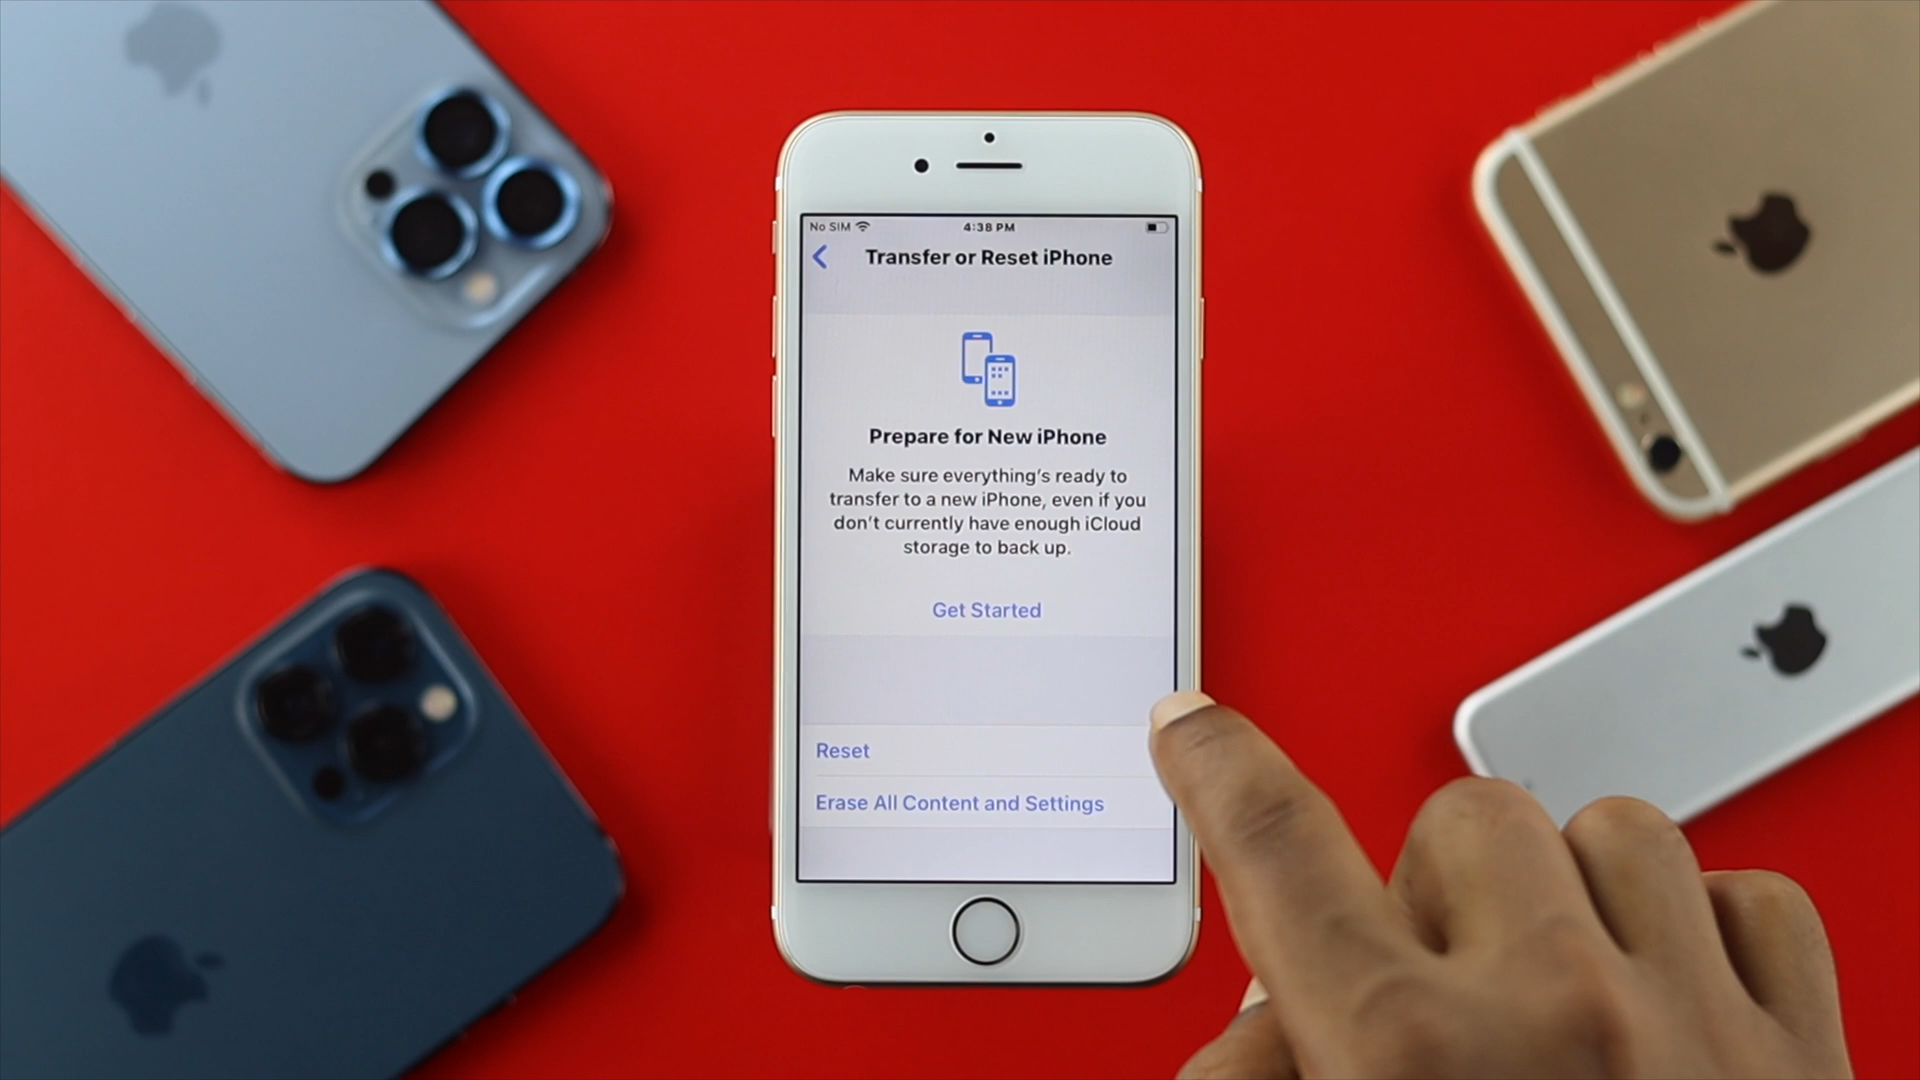 No SIM 4:38 PM
Transfer or Reset iPhone
Prepare for New iPhone
Make sure everything's ready to
transfer to a new iPhone, even if you
don't currently have enough iCloud
storage to back up.
Get Started
Reset
Erase All Content and Settings